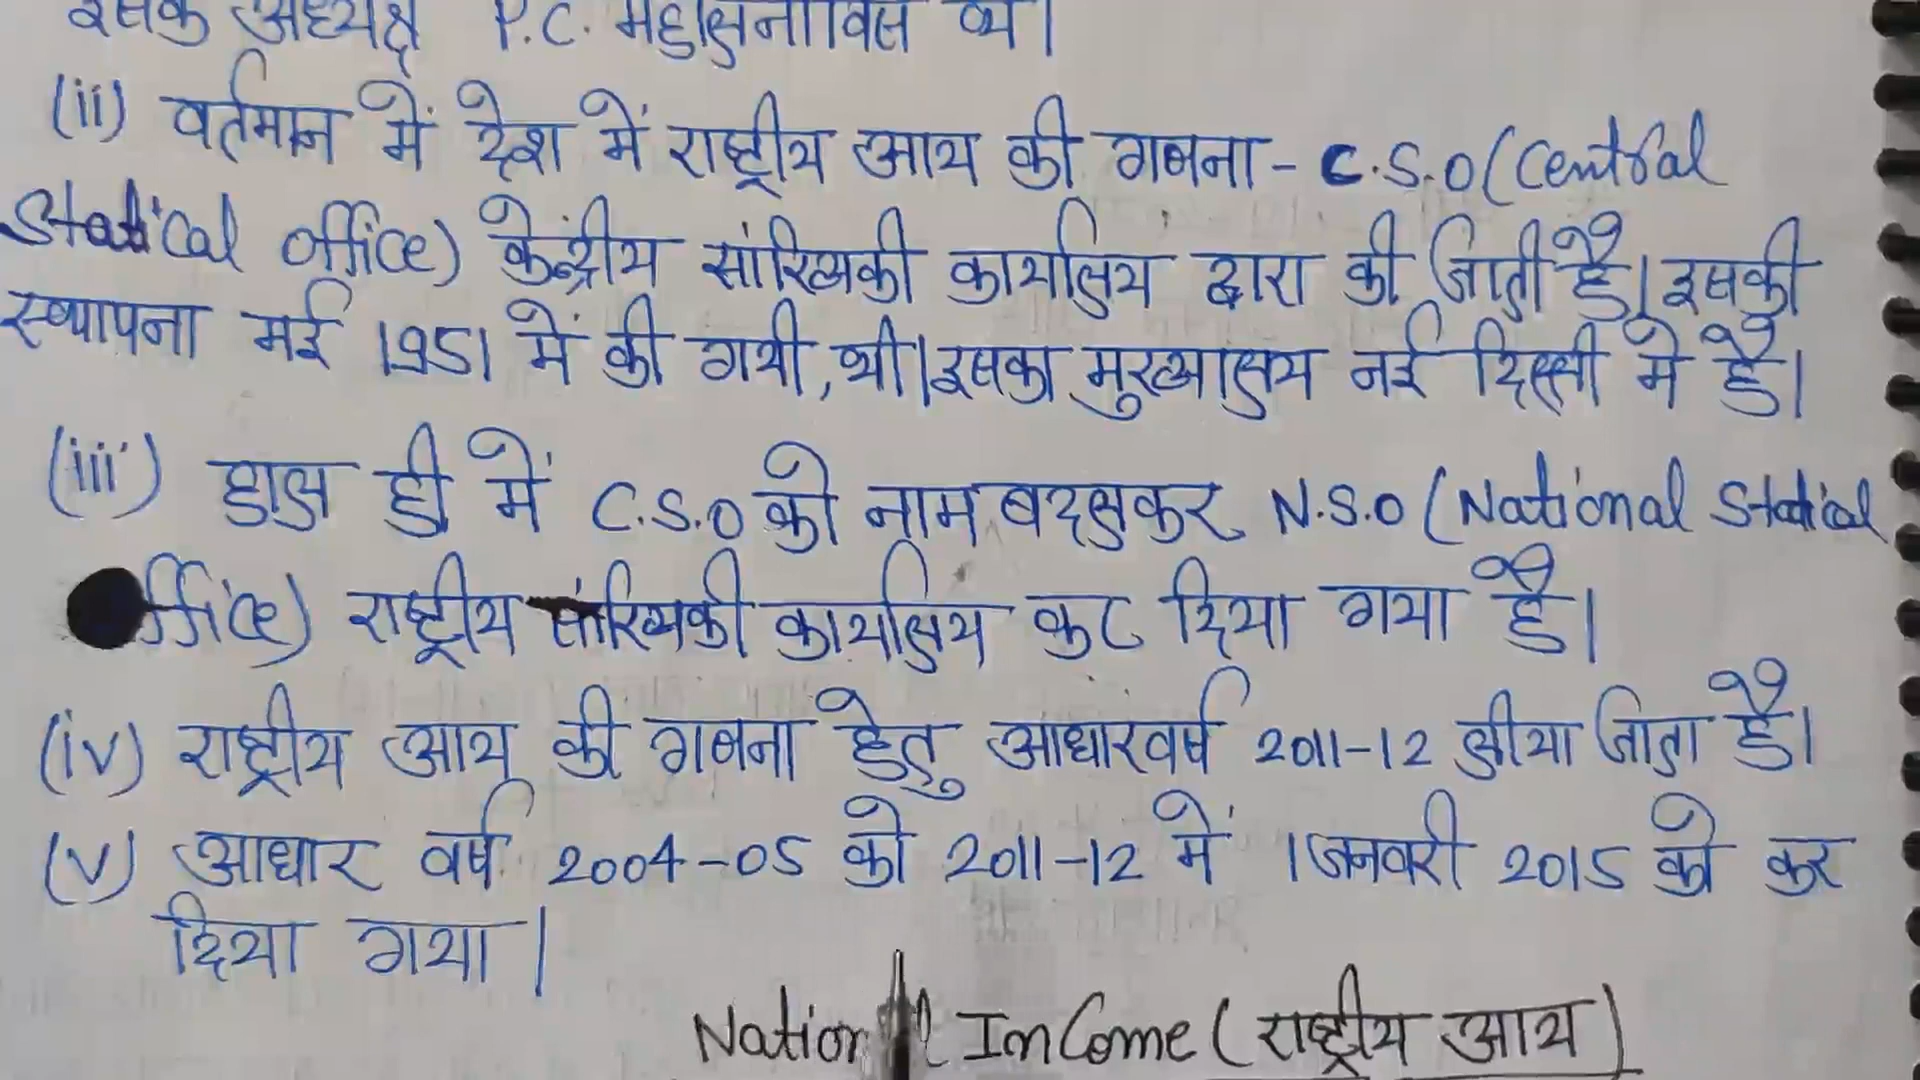 इसके अध्यक्ष P.C. महालनोविस थे।
(ii) वर्तमान में देश में राष्ट्रीय आय की गणना - C.S.O (Central
Statical office) केन्द्रीय सांख्यिकी कार्यालय द्वारा की जाती है। इसकी
स्थापना मई 1951 में की गयी, थी। इसका मुख्यालय नई दिल्ली मे है।
(iii) हाल ही में C.S.O को नाम बदलकर N.S.O (National Statical
ffice) राष्ट्रीय सांख्यिकी कार्यालय कर दिया गया है।
(iv) राष्ट्रीय आय की गणना हेतु आधारवर्ष 2011-12 लीया जाता है।
(v) आधार वर्ष 2004-05 को 2011-12 में 1 जनवरी 2015 को कर
दिया गया।
National InCome (राष्ट्रीय आय)